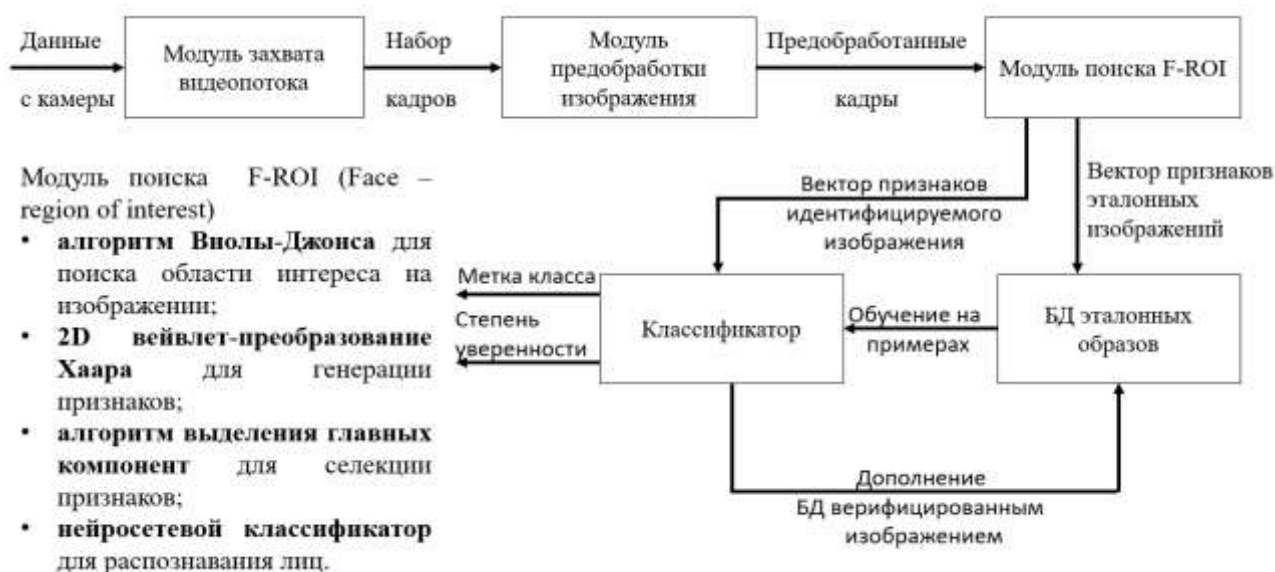 Данные
с камеры
Модуль захвата
видеопотока
Набор
кадров
Модуль
предобработки
изображения
Предобработанные
кадры
Модуль поиска F-ROI
Модуль поиска F-ROI (Face –
region of interest)
• алгоритм Виолы-Джонса для
поиска области интереса на
изображении;
• 2D вейвлет-преобразование
Хаара для генерации
признаков;
• алгоритм выделения главных
компонент для селекции
признаков;
• нейросетевой классификатор
для распознавания лиц.
Вектор признаков
идентифицируемого
изображения
Вектор признаков
эталонных
изображений
Метка класса
Степень
уверенности
Классификатор
Обучение на
примерах
БД эталонных
образов
Дополнение
БД верифицированным
изображением